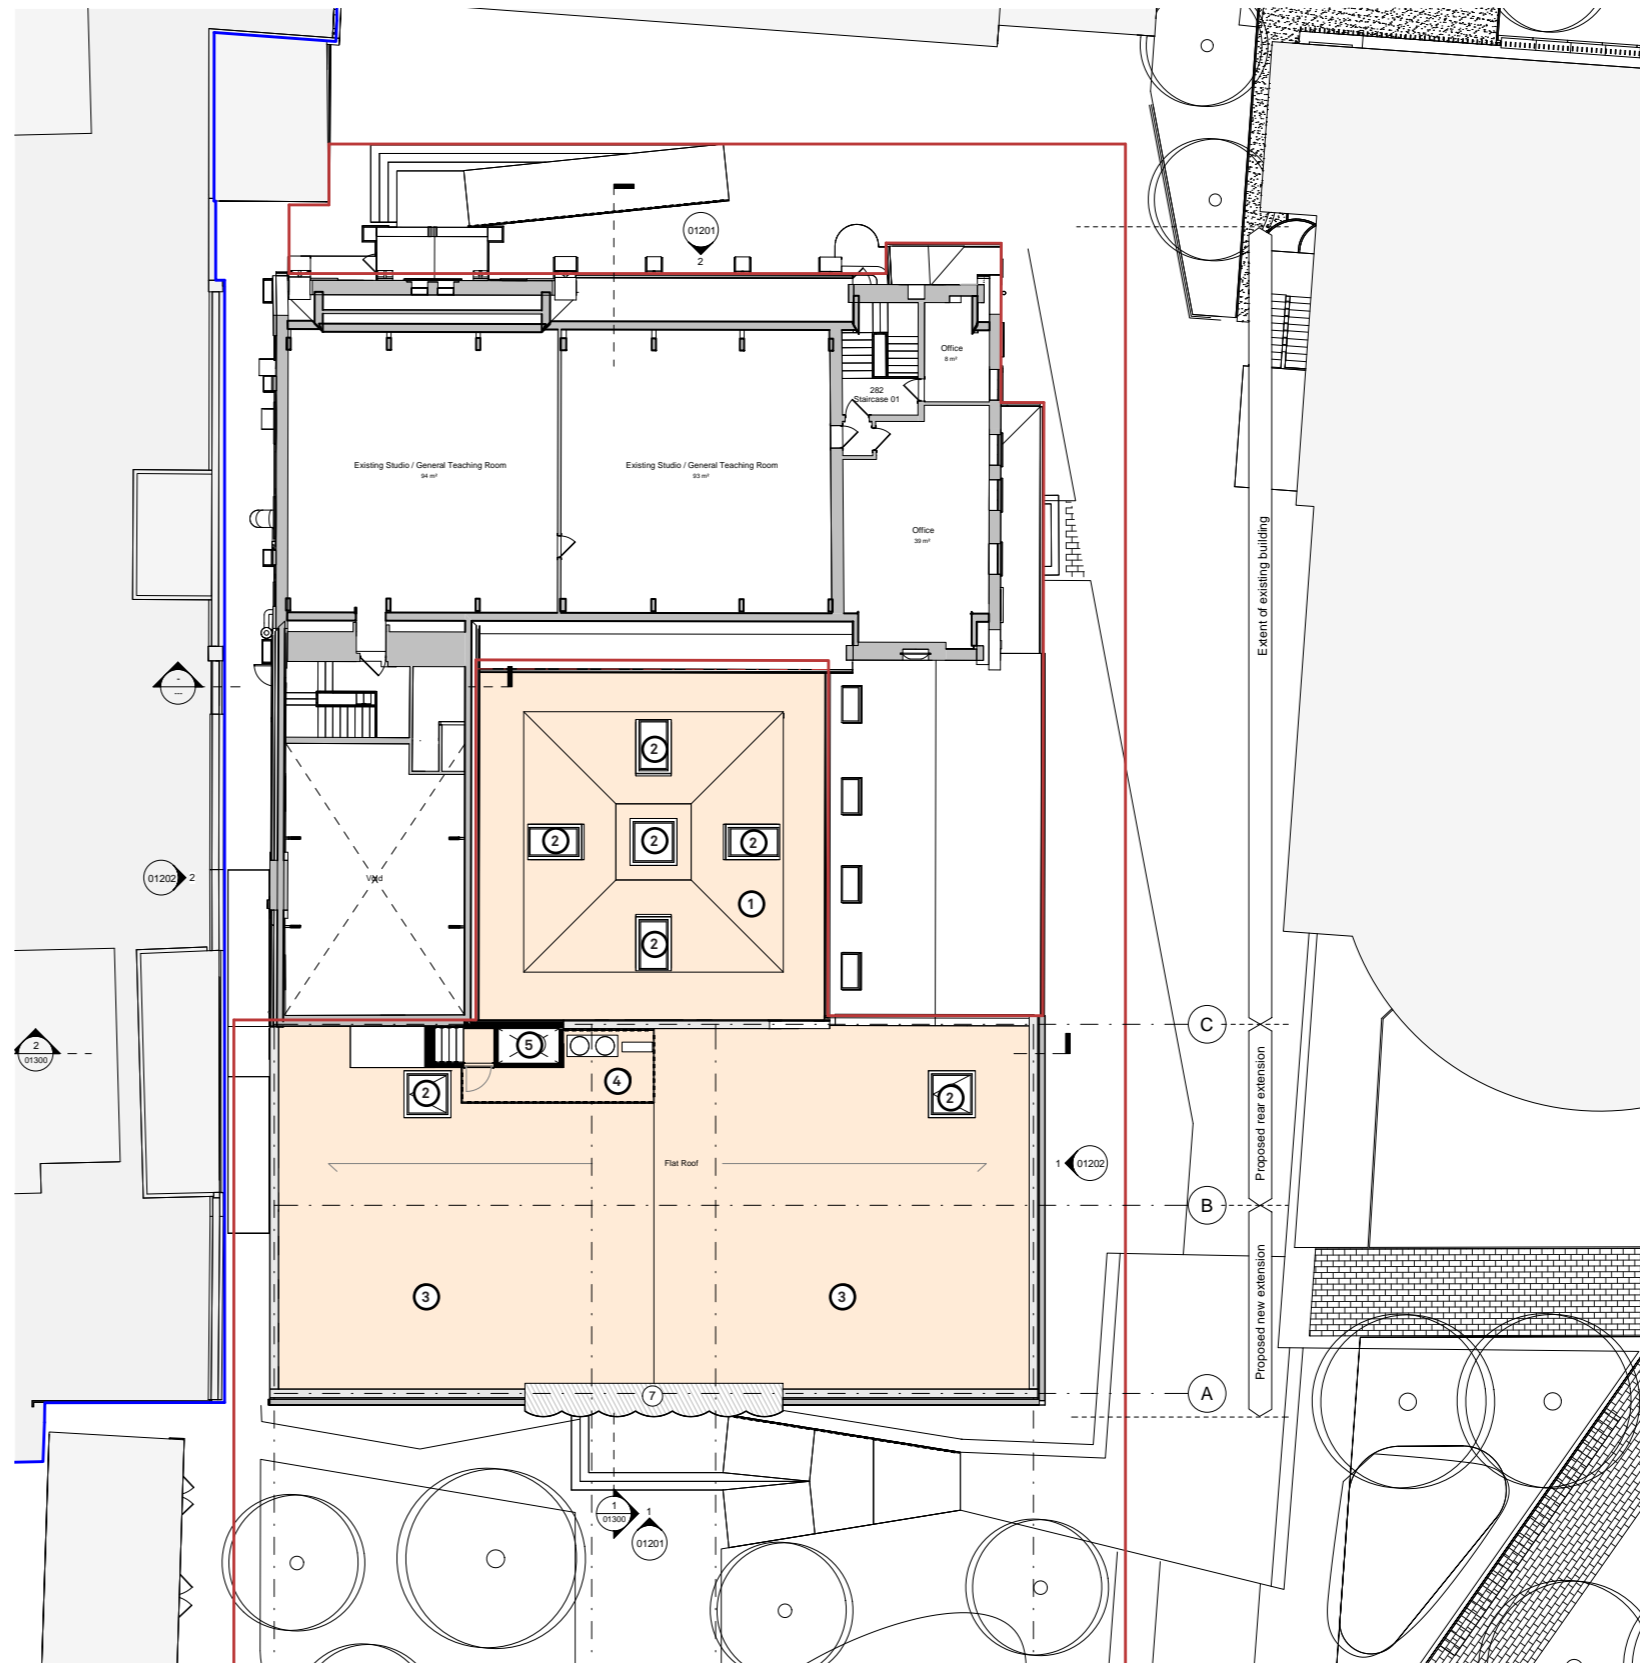 01201
2
Office
8 m²
282
Staircase 01
Existing Studio / General Teaching Room
94 m²
Existing Studio / General Teaching Room
93 m²
Office
39 m²
Extent of existing building
-
---
2
2
2
2
1
2
01202
2
Void
C
2
01300
5
4
2
2
Proposed rear extension
Flat Roof
1
01202
B
3
3
Proposed new extension
7
A
1
01300
1
01201